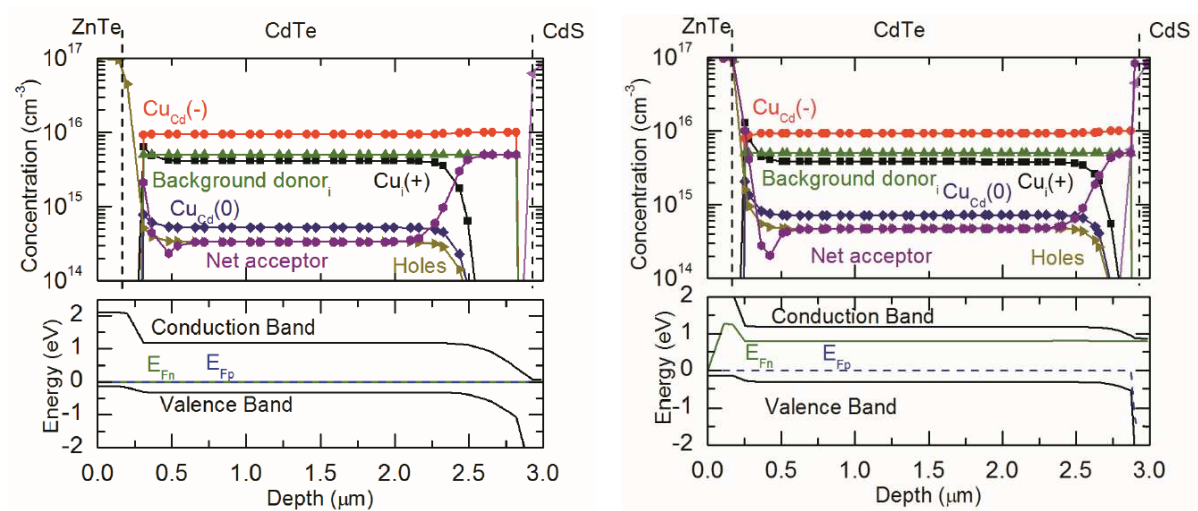 ZnTe CdTe CdS
10^17
10^16
10^15
10^14
Concentration (cm^-3)
Cu_Cd(-)
Background donor_i
Cu_i(+)
Cu_Cd(0)
Net acceptor
Holes
2
1
0
-1
-2
Energy (eV)
Conduction Band
E_Fn E_Fp
Valence Band
0.0 0.5 1.0 1.5 2.0 2.5 3.0
Depth (μm)
ZnTe CdTe CdS
10^17
10^16
10^15
10^14
Concentration (cm^-3)
Cu_Cd(-)
Background donor_i
Cu_i(+)
Cu_Cd(0)
Net acceptor
Holes
2
1
0
-1
-2
Energy (eV)
Conduction Band
E_Fn E_Fp
Valence Band
0.0 0.5 1.0 1.5 2.0 2.5 3.0
Depth (μm)